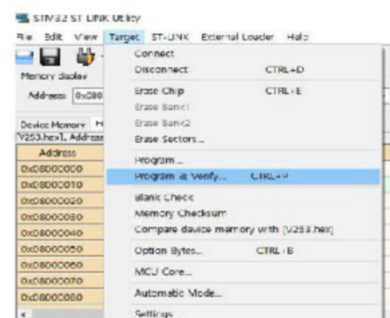 STM32 ST-LINK Utility
File Edit View Target ST-LINK External Loader Help
Connect
Disconnect CTRL+D
Memory display
Address: 0x080
Erase Chip CTRL+E
Erase Bank1
Erase Bank2
Erase Sectors...
Device Memory
[V253.hex], Address
Address
0x08000000
0x08000010
0x08000020
0x08000030
0x08000040
0x08000050
0x08000060
0x08000070
0x08000080
Program...
Program & Verify... CTRL+P
Blank Check
Memory Checksum
Compare device memory with [V253.hex]
Option Bytes... CTRL+B
MCU Core...
Automatic Mode...
Settings